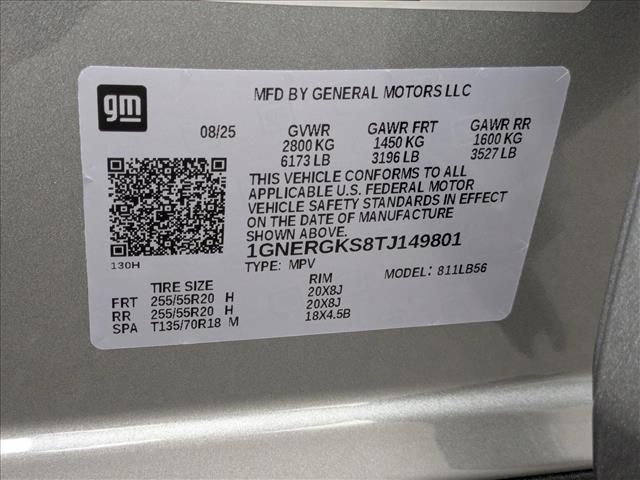 gm
MFD BY GENERAL MOTORS LLC
08/25 GVWR GAWR FRT GAWR RR
2800 KG 1450 KG 1600 KG
6173 LB 3196 LB 3527 LB
THIS VEHICLE CONFORMS TO ALL
APPLICABLE U.S. FEDERAL MOTOR
VEHICLE SAFETY STANDARDS IN EFFECT
ON THE DATE OF MANUFACTURE
SHOWN ABOVE.
1GNERGKS8TJ149801
130H
TYPE: MPV MODEL: 811LB56
TIRE SIZE RIM
FRT 255/55R20 H 20X8J
RR 255/55R20 H 20X8J
SPA T135/70R18 M 18X4.5B